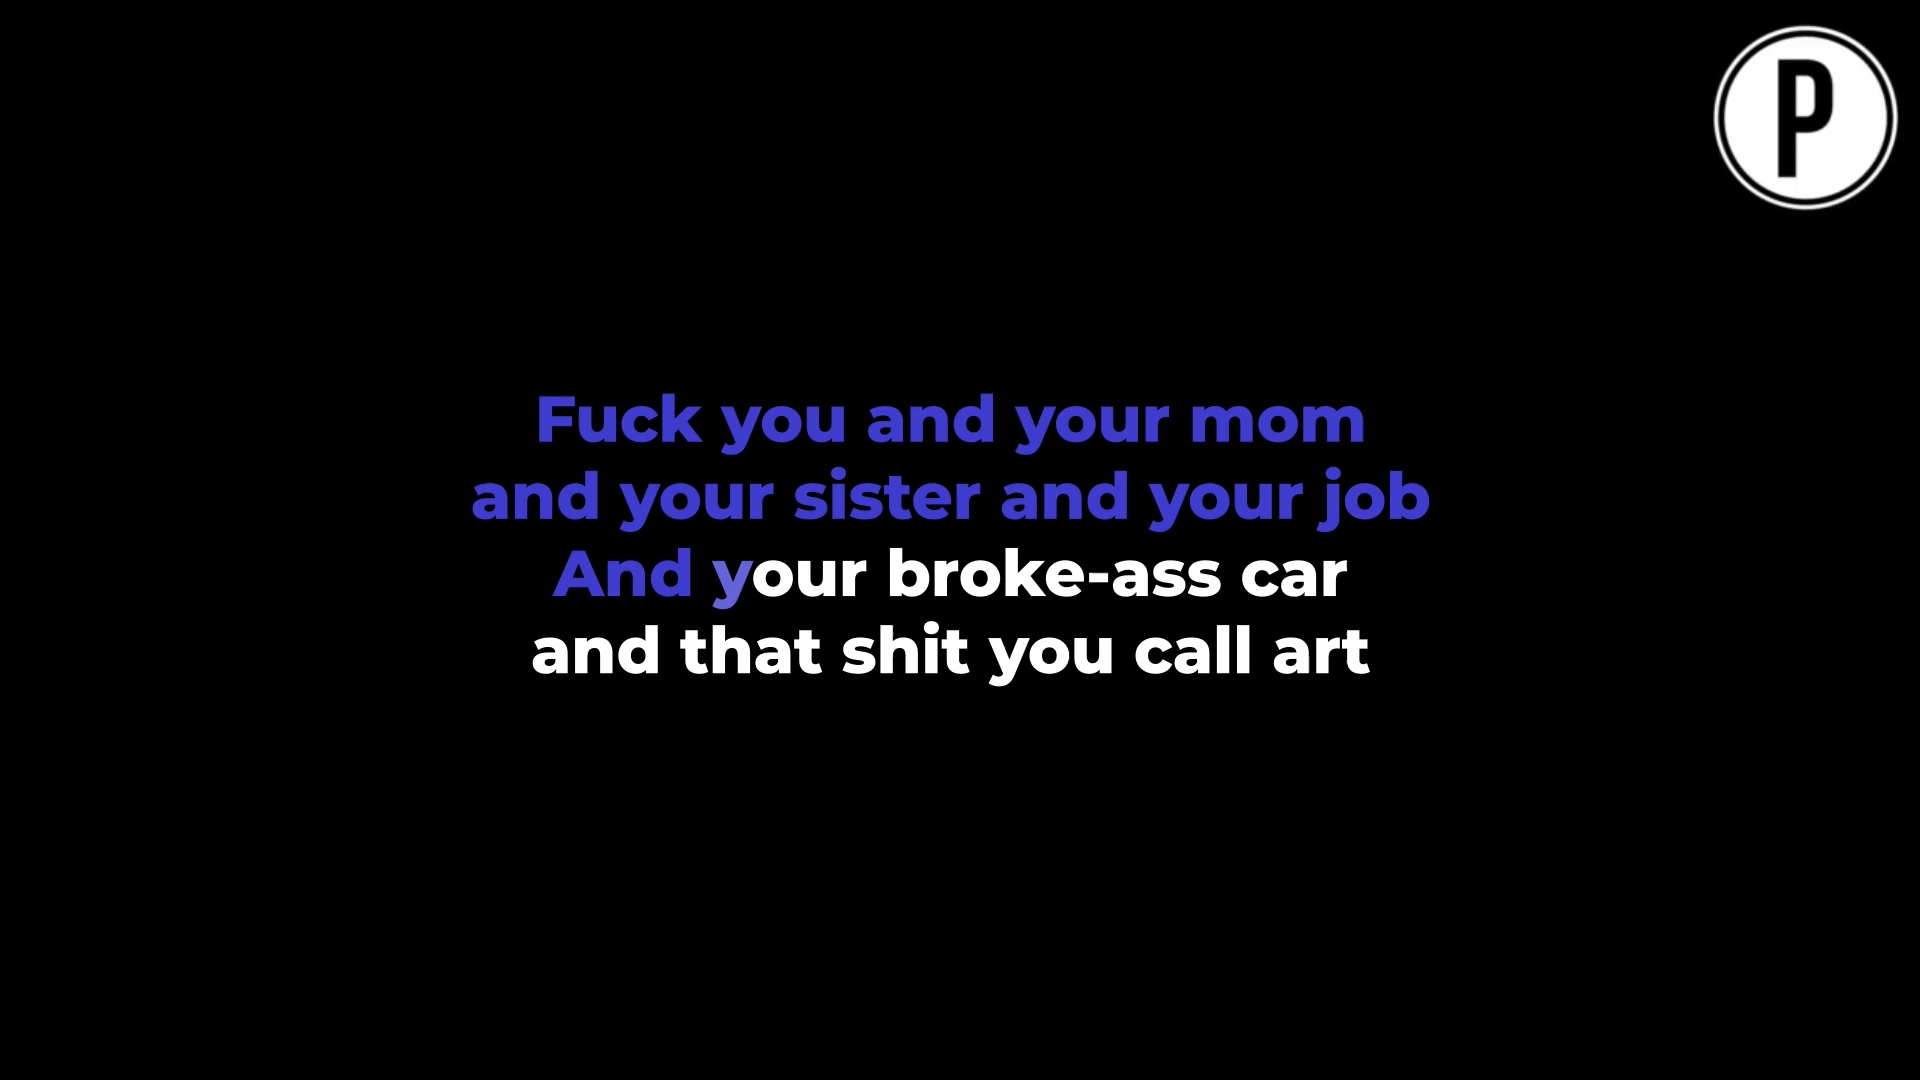 P
Fuck you and your mom
and your sister and your job
And your broke-ass car
and that shit you call art